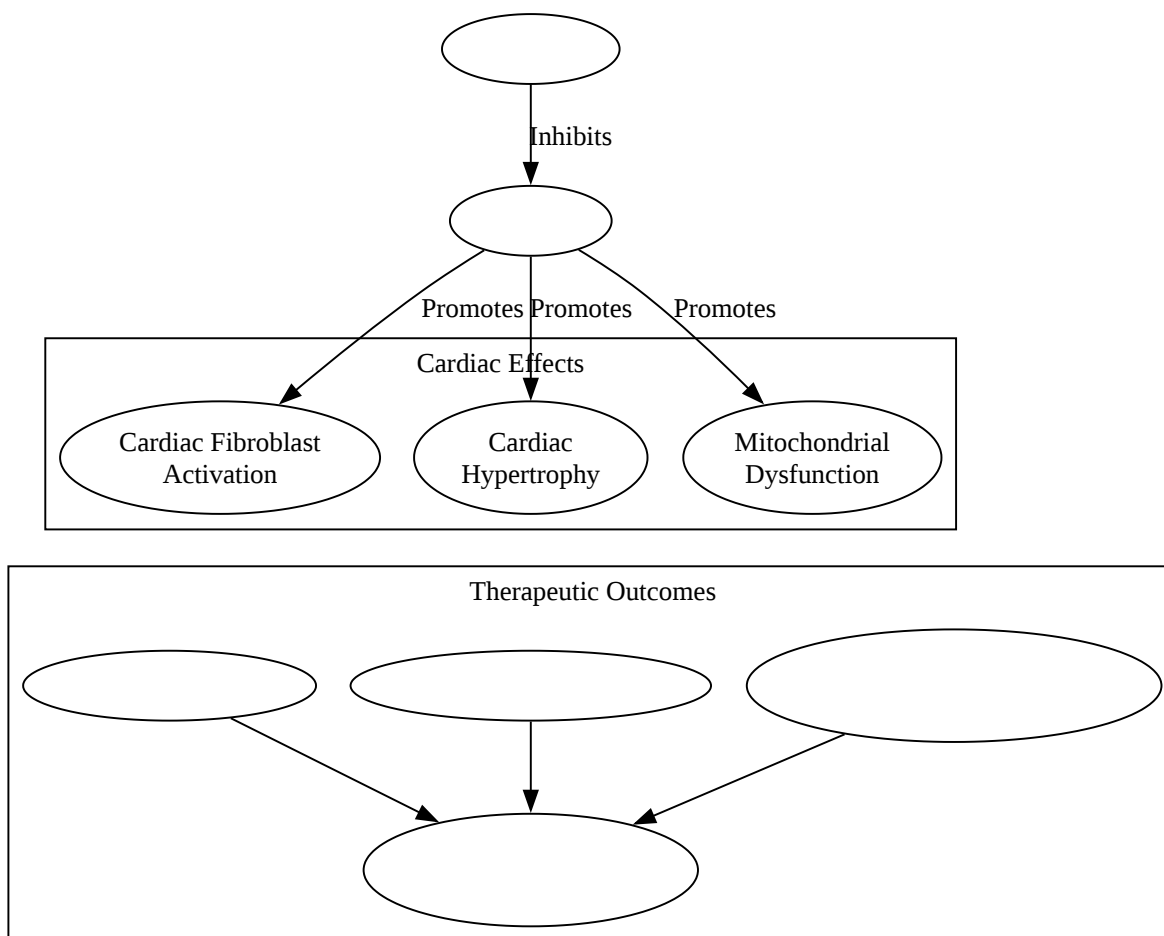 Inhibits
Promotes Promotes Promotes
Cardiac Effects
Cardiac Fibroblast
Activation
Cardiac
Hypertrophy
Mitochondrial
Dysfunction
Therapeutic Outcomes